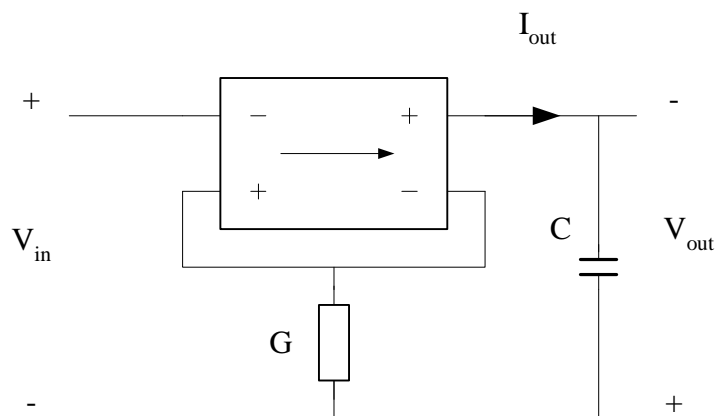 I_out
+ -
− +
+ −
V_in C V_out
G
- +